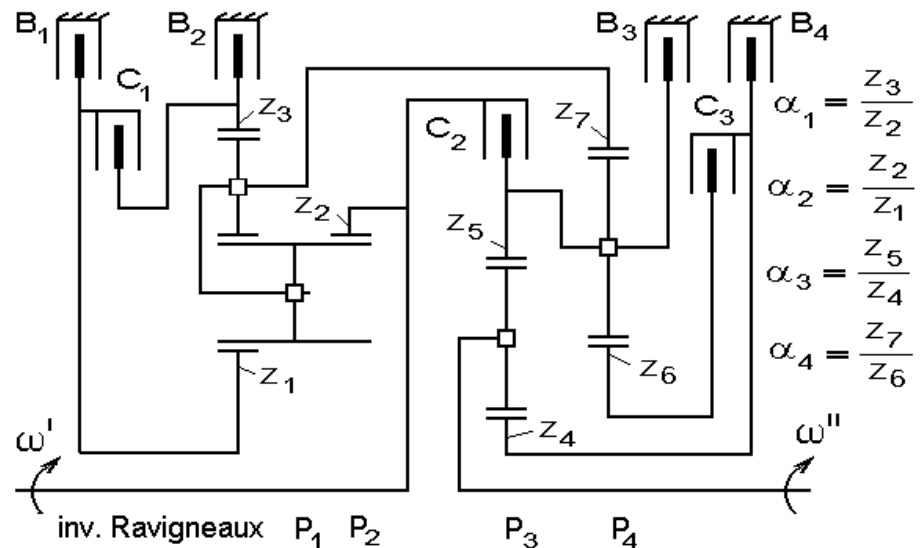 B1 B2 B3 B4
C1 z3 C2 z7 C3
z2 z5
z1 z6
z4
α1 = z3/z2
α2 = z2/z1
α3 = z5/z4
α4 = z7/z6
ω' ω"
inv. Ravigneaux P1 P2 P3 P4